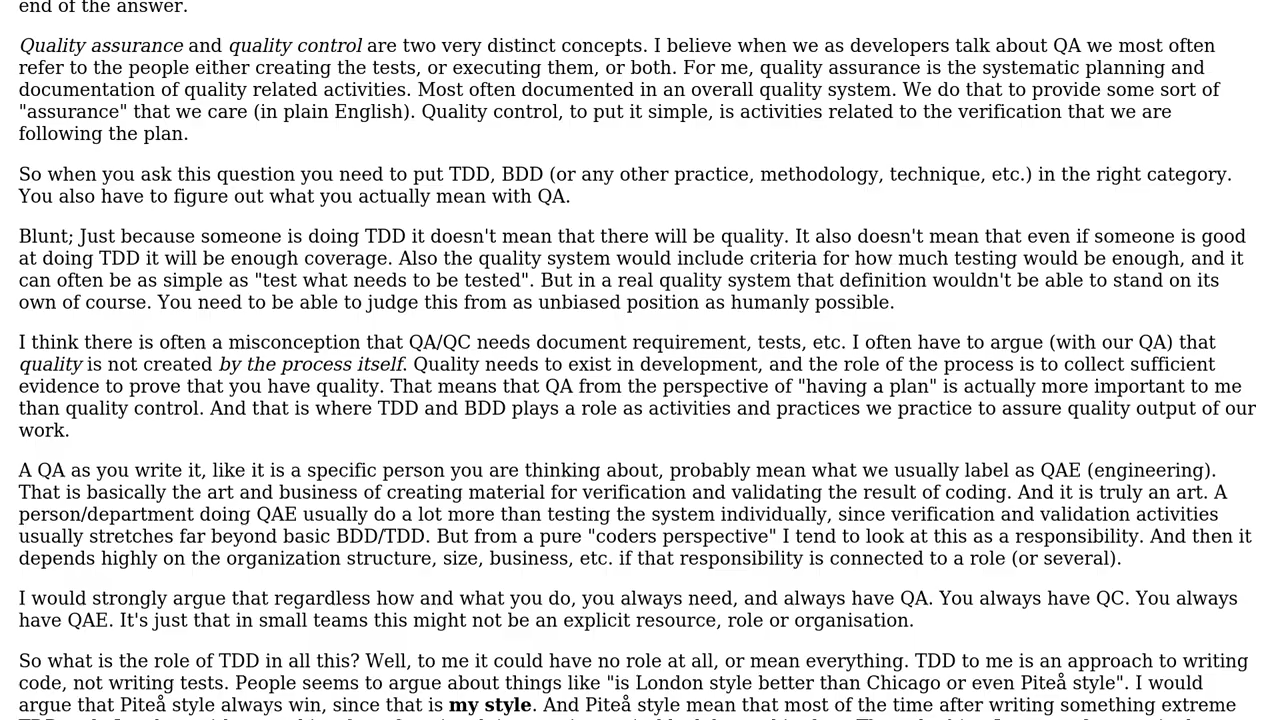 end of the answer.
Quality assurance and quality control are two very distinct concepts. I believe when we as developers talk about QA we most often
refer to the people either creating the tests, or executing them, or both. For me, quality assurance is the systematic planning and
documentation of quality related activities. Most often documented in an overall quality system. We do that to provide some sort of
"assurance" that we care (in plain English). Quality control, to put it simple, is activities related to the verification that we are
following the plan.
So when you ask this question you need to put TDD, BDD (or any other practice, methodology, technique, etc.) in the right category.
You also have to figure out what you actually mean with QA.
Blunt; Just because someone is doing TDD it doesn't mean that there will be quality. It also doesn't mean that even if someone is good
at doing TDD it will be enough coverage. Also the quality system would include criteria for how much testing would be enough, and it
can often be as simple as "test what needs to be tested". But in a real quality system that definition wouldn't be able to stand on its
own of course. You need to be able to judge this from as unbiased position as humanly possible.
I think there is often a misconception that QA/QC needs document requirement, tests, etc. I often have to argue (with our QA) that
quality is not created by the process itself. Quality needs to exist in development, and the role of the process is to collect sufficient
evidence to prove that you have quality. That means that QA from the perspective of "having a plan" is actually more important to me
than quality control. And that is where TDD and BDD plays a role as activities and practices we practice to assure quality output of our
work.
A QA as you write it, like it is a specific person you are thinking about, probably mean what we usually label as QAE (engineering).
That is basically the art and business of creating material for verification and validating the result of coding. And it is truly an art. A
person/department doing QAE usually do a lot more than testing the system individually, since verification and validation activities
usually stretches far beyond basic BDD/TDD. But from a pure "coders perspective" I tend to look at this as a responsibility. And then it
depends highly on the organization structure, size, business, etc. if that responsibility is connected to a role (or several).
I would strongly argue that regardless how and what you do, you always need, and always have QA. You always have QC. You always
have QAE. It's just that in small teams this might not be an explicit resource, role or organisation.
So what is the role of TDD in all this? Well, to me it could have no role at all, or mean everything. TDD to me is an approach to writing
code, not writing tests. People seems to argue about things like "is London style better than Chicago or even Piteå style". I would
argue that Piteå style always win, since that is my style. And Piteå style mean that most of the time after writing something extreme